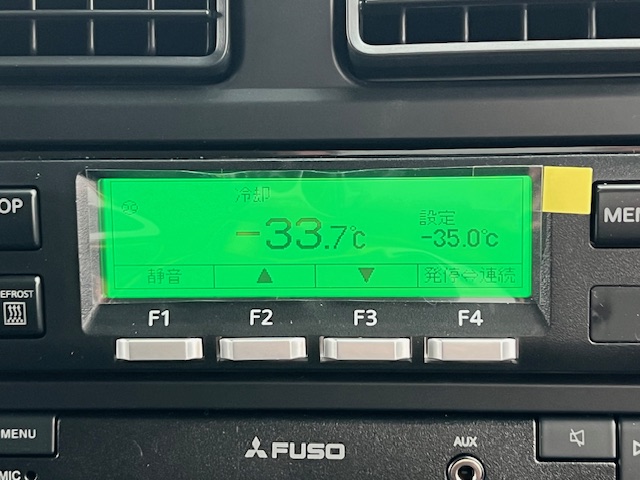 冷却
-33.7℃
設定
-35.0℃
静音 ▲ ▼ 発停⇔連続
F1 F2 F3 F4
OP
MEN
EFROST
MENU
FUSO
AUX
MIC